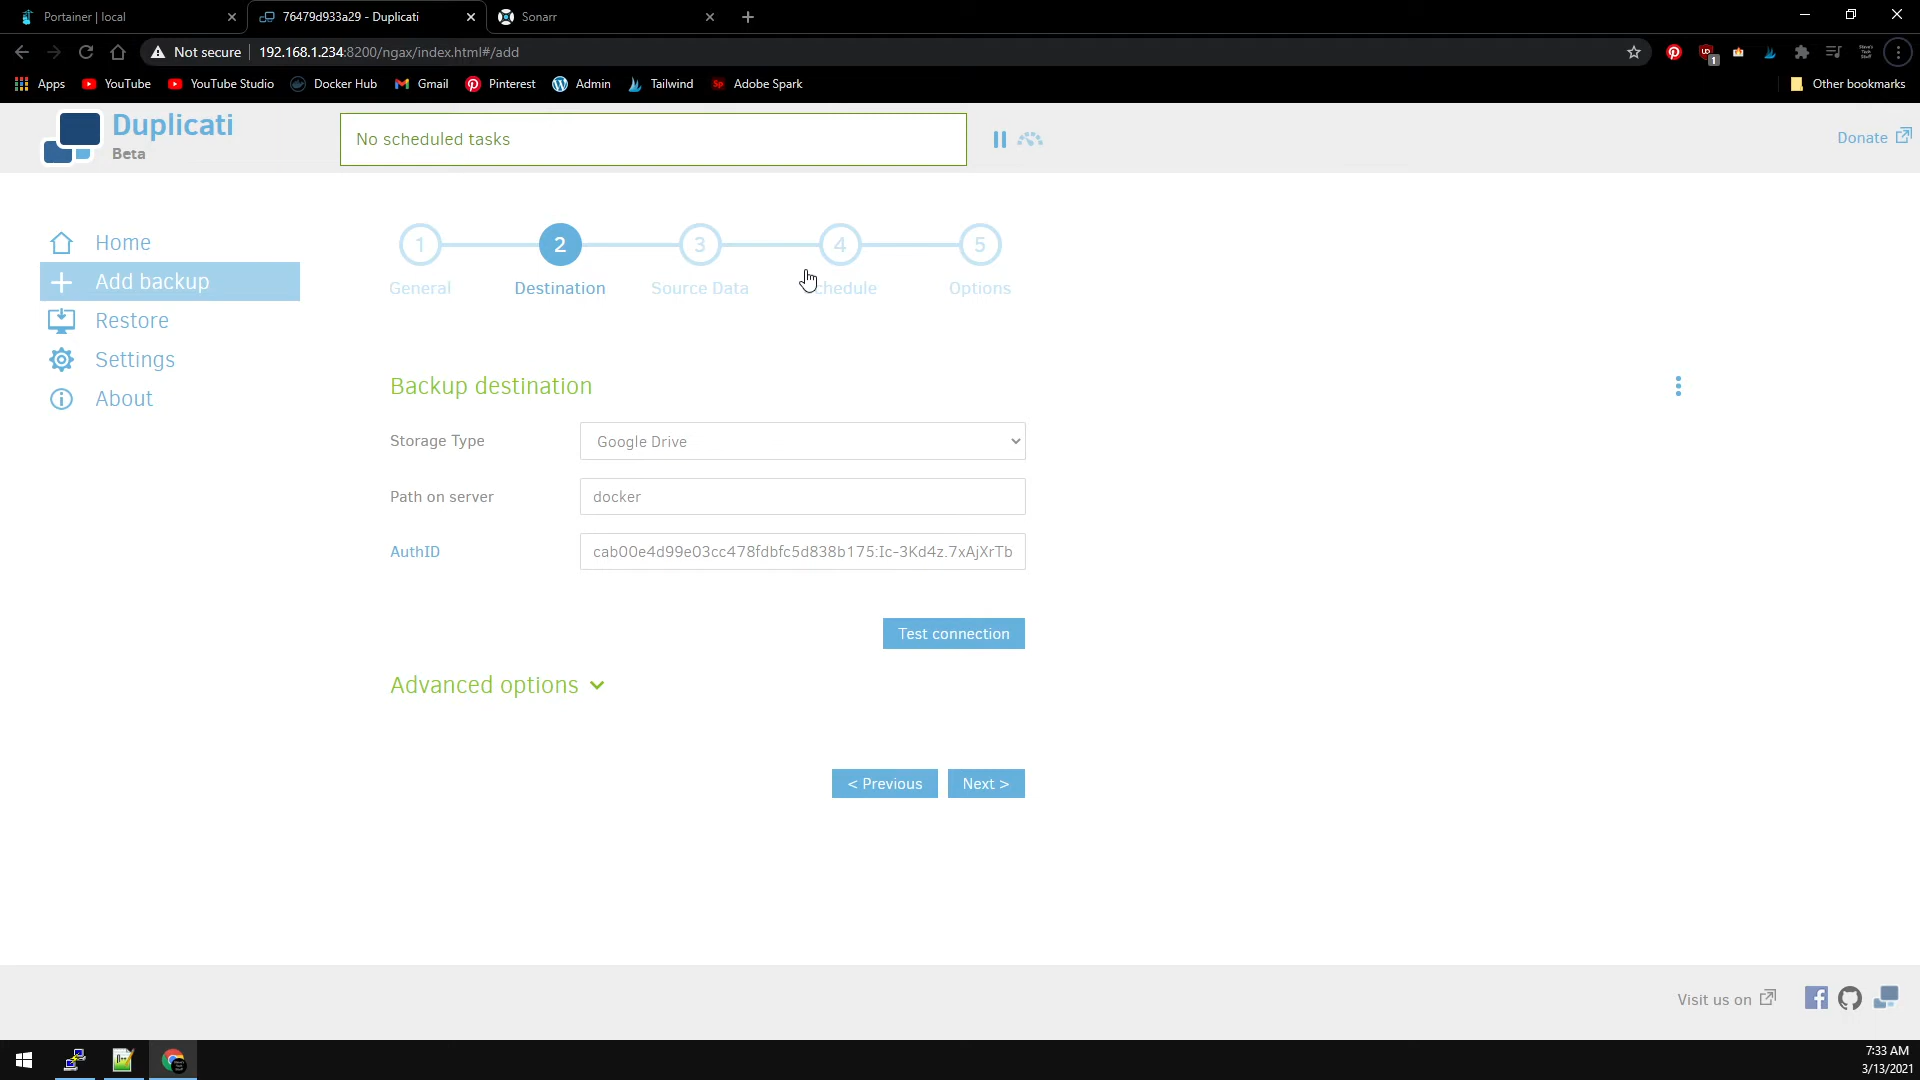 Portainer | local
76479d933a29 - Duplicati
Sonarr
Not secure
192.168.1.234:8200/ngax/index.html#/add
Apps
YouTube
YouTube Studio
Docker Hub
Gmail
Pinterest
Admin
Sp
Tailwind
Adobe Spark
Other bookmarks
Duplicati
Beta
No scheduled tasks
Donate
1
2
3
4
5
General
Destination
Source Data
chedule
Options
Home
Add backup
Restore
Settings
About
Backup destination
Storage Type
Google Drive
Path on server
docker
AuthID
cab00e4d99e03cc478fdbfc5d838b175:Ic-3Kd4z.7xAjXrTb
Test connection
Advanced options
< Previous
Next >
Visit us on
7:33 AM
3/13/2021